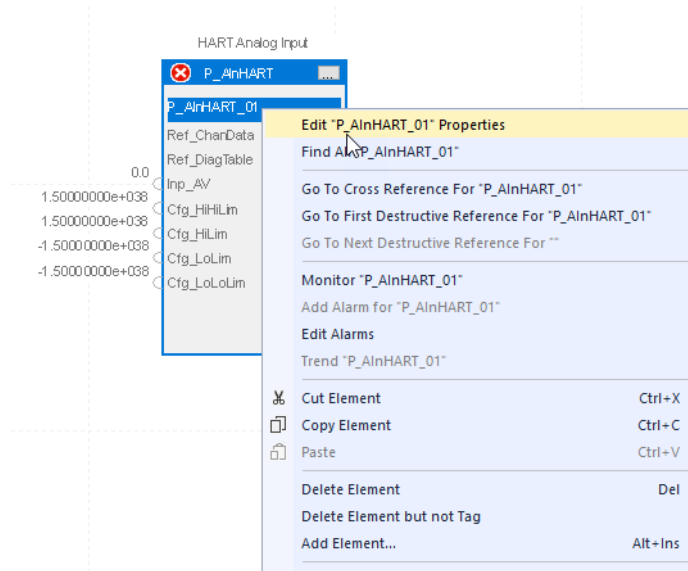 HART Analog Input
P_AInHART
...
P_AInHART_01
Ref_ChanData
Ref_DiagTable
0.0
Inp_AV
1.50000000e+038
Cfg_HiHiLim
1.50000000e+038
Cfg_HiLim
-1.50000000e+038
Cfg_LoLim
-1.50000000e+038
Cfg_LoLoLim
Edit "P_AInHART_01" Properties
Find All "P_AInHART_01"
Go To Cross Reference For "P_AInHART_01"
Go To First Destructive Reference For "P_AInHART_01"
Go To Next Destructive Reference For ""
Monitor "P_AInHART_01"
Add Alarm for "P_AInHART_01"
Edit Alarms
Trend "P_AInHART_01"
Cut Element Ctrl+X
Copy Element Ctrl+C
Paste Ctrl+V
Delete Element Del
Delete Element but not Tag
Add Element... Alt+Ins